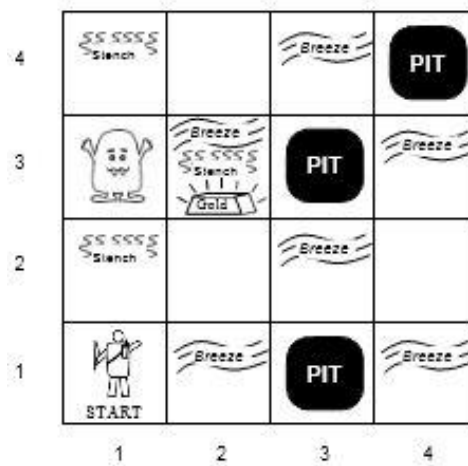 4
Stench
Breeze
PIT
3
Breeze
Stench
Gold
PIT
Breeze
2
Stench
Breeze
1
START
Breeze
PIT
Breeze
1 2 3 4